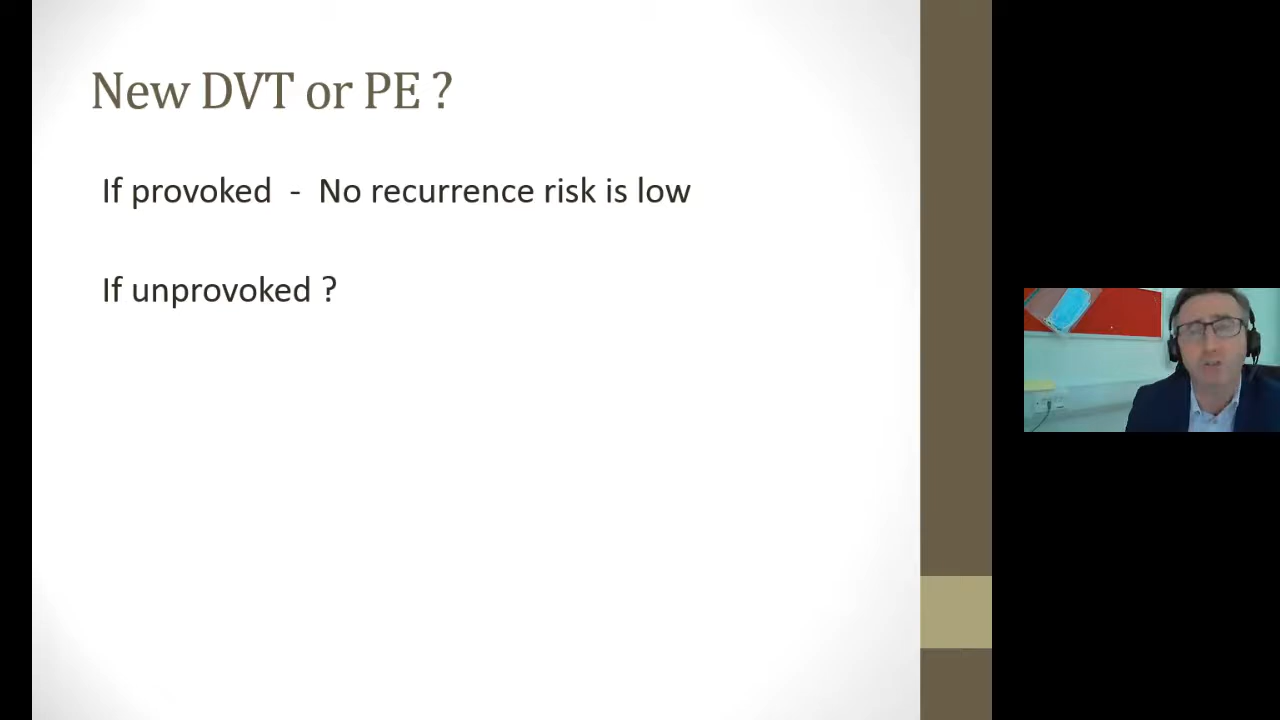 New DVT or PE ?
If provoked - No recurrence risk is low
If unprovoked ?